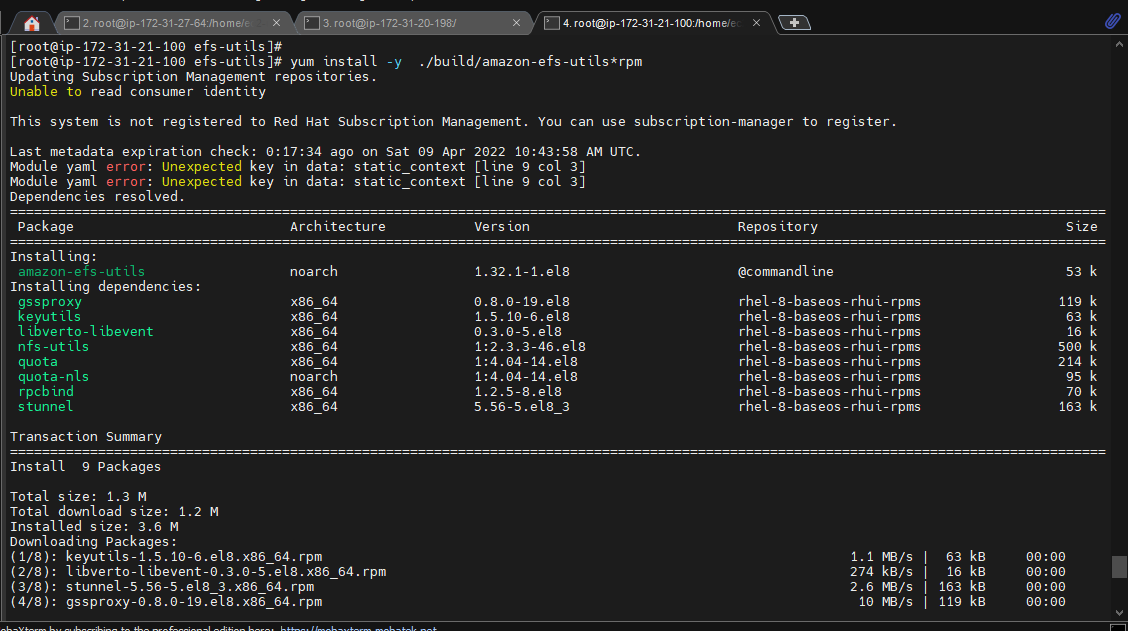 2. root@ip-172-31-27-64:/home/e
3. root@ip-172-31-20-198:/
4. root@ip-172-31-21-100:/home/e
[root@ip-172-31-21-100 efs-utils]#
[root@ip-172-31-21-100 efs-utils]# yum install -y  ./build/amazon-efs-utils*rpm
Updating Subscription Management repositories.
Unable to read consumer identity
This system is not registered to Red Hat Subscription Management. You can use subscription-manager to register.
Last metadata expiration check: 0:17:34 ago on Sat 09 Apr 2022 10:43:58 AM UTC.
Module yaml error: Unexpected key in data: static_context [line 9 col 3]
Module yaml error: Unexpected key in data: static_context [line 9 col 3]
Dependencies resolved.
Package Architecture Version Repository Size
Installing:
amazon-efs-utils noarch 1.32.1-1.el8 @commandline 53 k
Installing dependencies:
gssproxy x86_64 0.8.0-19.el8 rhel-8-baseos-rhui-rpms 119 k
keyutils x86_64 1.5.10-6.el8 rhel-8-baseos-rhui-rpms 63 k
libverto-libevent x86_64 0.3.0-5.el8 rhel-8-baseos-rhui-rpms 16 k
nfs-utils x86_64 1:2.3.3-46.el8 rhel-8-baseos-rhui-rpms 500 k
quota x86_64 1:4.04-14.el8 rhel-8-baseos-rhui-rpms 214 k
quota-nls noarch 1:4.04-14.el8 rhel-8-baseos-rhui-rpms 95 k
rpcbind x86_64 1.2.5-8.el8 rhel-8-baseos-rhui-rpms 70 k
stunnel x86_64 5.56-5.el8_3 rhel-8-baseos-rhui-rpms 163 k
Transaction Summary
Install  9 Packages
Total size: 1.3 M
Total download size: 1.2 M
Installed size: 3.6 M
Downloading Packages:
(1/8): keyutils-1.5.10-6.el8.x86_64.rpm 1.1 MB/s |  63 kB 00:00
(2/8): libverto-libevent-0.3.0-5.el8.x86_64.rpm 274 kB/s |  16 kB 00:00
(3/8): stunnel-5.56-5.el8_3.x86_64.rpm 2.6 MB/s | 163 kB 00:00
(4/8): gssproxy-0.8.0-19.el8.x86_64.rpm 10 MB/s | 119 kB 00:00
obaXterm by subscribing to the professional edition here: https://mobaxterm.mobatek.net